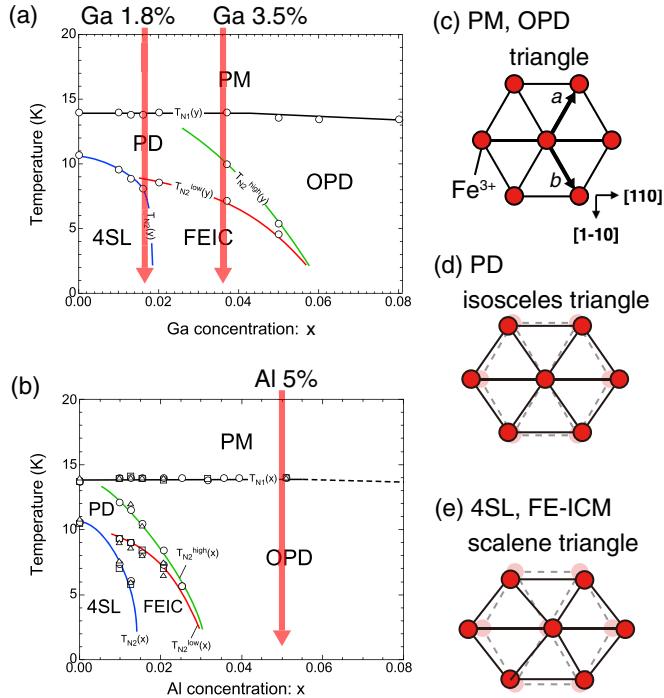 (a)
Ga 1.8%
Ga 3.5%
20
15
10
5
0
Temperature (K)
PM
T_N1(y)
PD
T_N2^low(y)
T_N2^high(y)
OPD
4SL
T_N2(y)
FEIC
0.00
0.02
0.04
0.06
0.08
Ga concentration: x
(b)
Al 5%
20
15
10
5
0
Temperature (K)
PM
T_N1(x)
PD
T_N2^high(x)
OPD
4SL
FEIC
T_N2(x)
T_N2^low(x)
0.00
0.02
0.04
0.06
0.08
Al concentration: x
(c) PM, OPD
triangle
a
b
Fe3+
[110]
[1-10]
(d) PD
isosceles triangle
(e) 4SL, FE-ICM
scalene triangle